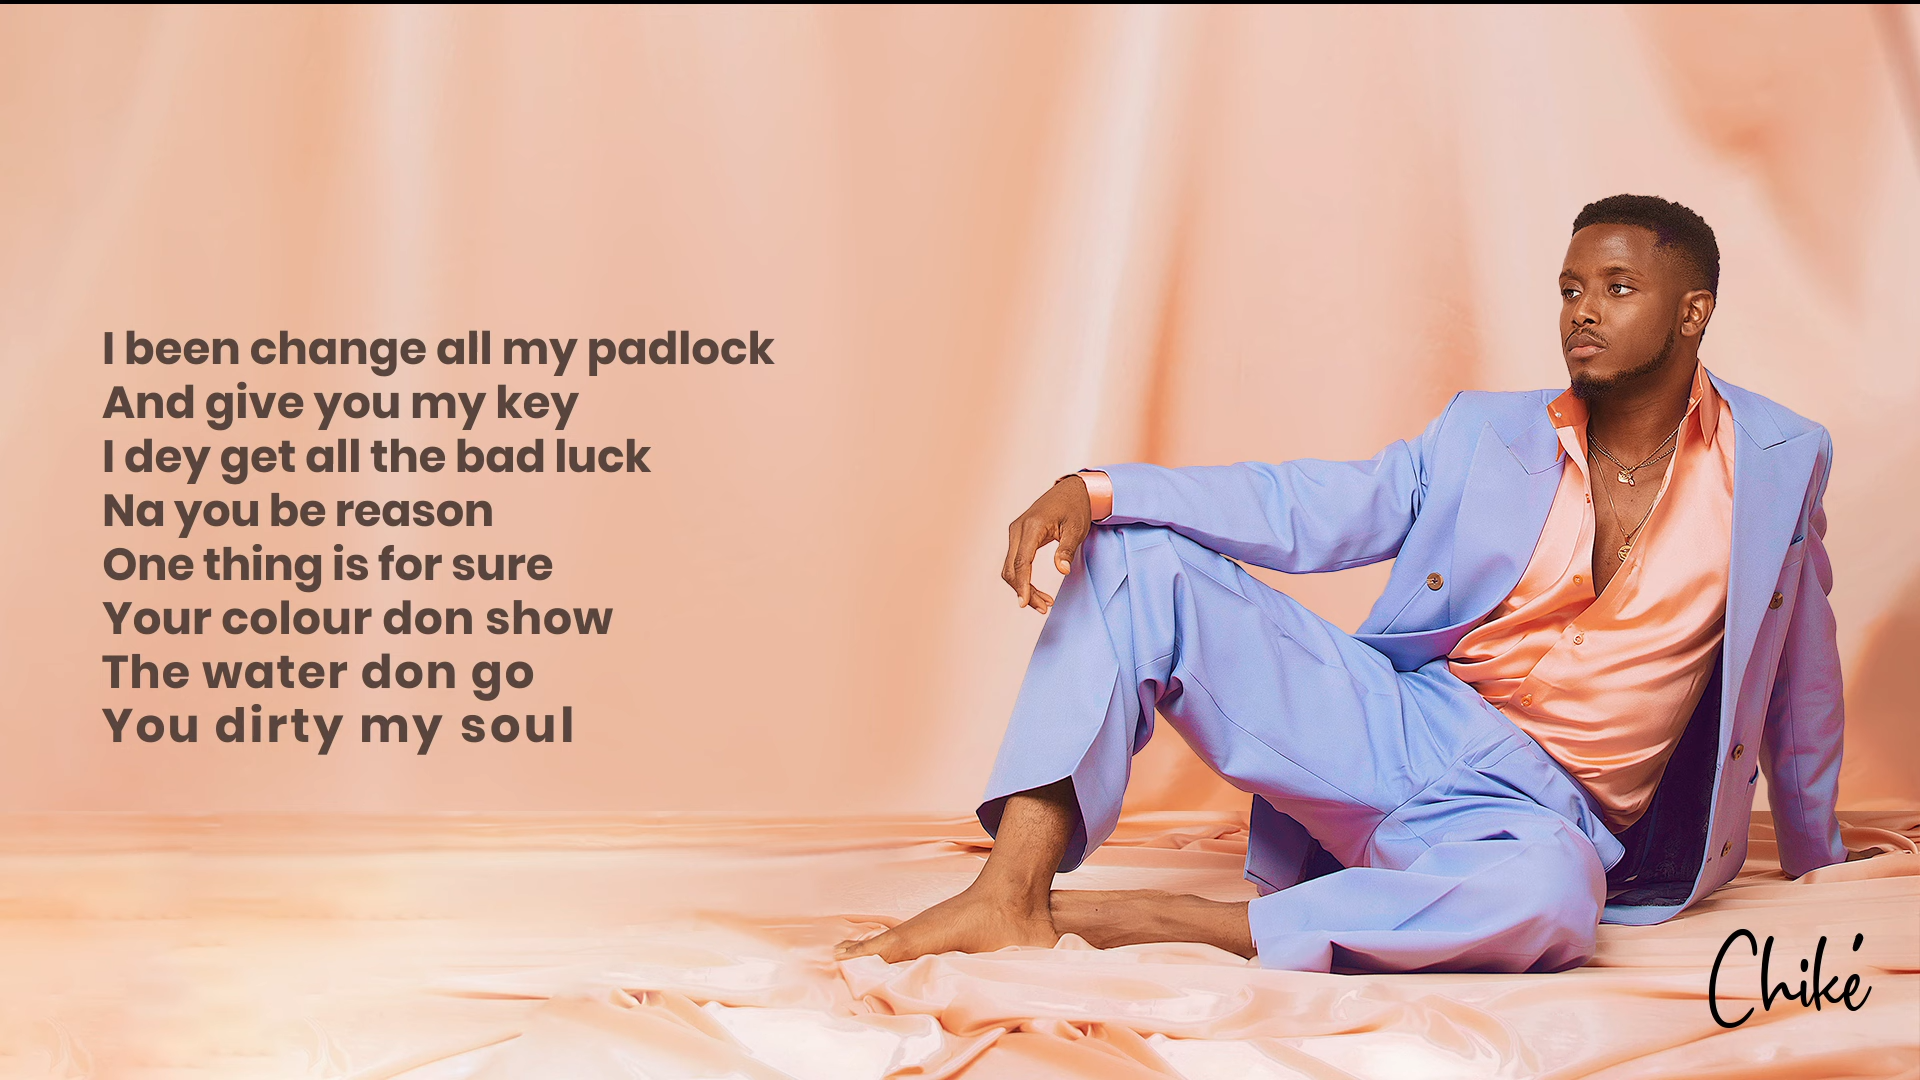 I been change all my padlock
And give you my key
I dey get all the bad luck
Na you be reason
One thing is for sure
Your colour don show
The water don go
You dirty my soul
Chiké